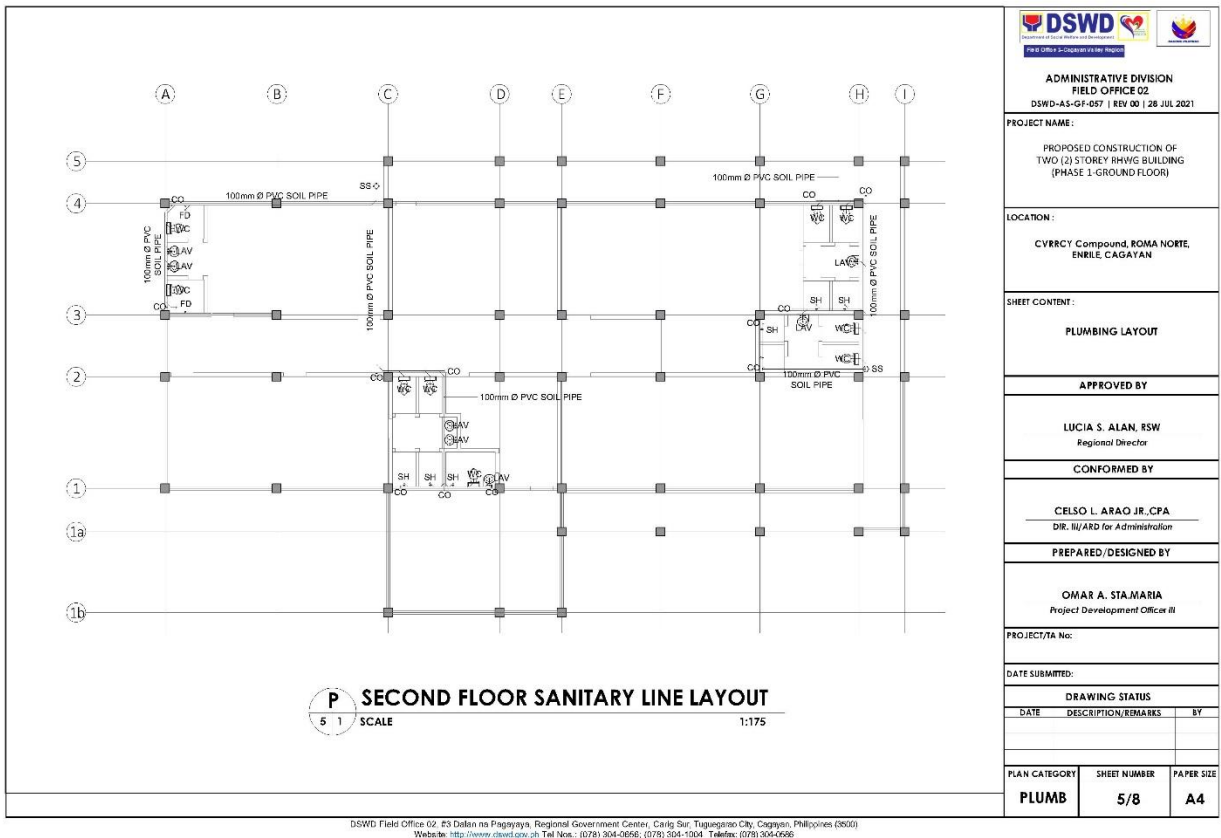 A B C D E F G H I
5
100mm Ø PVC SOIL PIPE
SS
CO CO
4
CO 100mm Ø PVC SOIL PIPE
FD
WC WC
WC
LAV
LAV
LAV
100mm Ø PVC
SOIL PIPE
100mm Ø PVC SOIL PIPE
100mm Ø PVC SOIL PIPE
WC
CO FD
SH SH
CO
3
CO SH LAV WC
WC
CO SS
100mm Ø PVC
SOIL PIPE
2
CO CO
WC WC
100mm Ø PVC SOIL PIPE
LAV
LAV
SH SH SH WC LAV
1
CO CO CO
1a
1b
P SECOND FLOOR SANITARY LINE LAYOUT
5 1 SCALE 1:175
DSWD
Department of Social Welfare and Development
Field Office 2-Cagayan Valley Region
ADMINISTRATIVE DIVISION
FIELD OFFICE 02
DSWD-AS-GF-057 | REV 00 | 28 JUL 2021
PROJECT NAME :
PROPOSED CONSTRUCTION OF
TWO (2) STOREY RHWG BUILDING
(PHASE 1-GROUND FLOOR)
LOCATION :
CVRRCY Compound, ROMA NORTE,
ENRILE, CAGAYAN
SHEET CONTENT :
PLUMBING LAYOUT
APPROVED BY
LUCIA S. ALAN, RSW
Regional Director
CONFORMED BY
CELSO L. ARAO JR.,CPA
DIR. III/ARD for Administration
PREPARED/DESIGNED BY
OMAR A. STA.MARIA
Project Development Officer III
PROJECT/TA No:
DATE SUBMITTED:
DRAWING STATUS
DATE DESCRIPTION/REMARKS BY
PLAN CATEGORY SHEET NUMBER PAPER SIZE
PLUMB 5/8 A4
DSWD Field Office 02, #3 Dalan na Pagayaya, Regional Government Center, Carig Sur, Tuguegarao City, Cagayan, Philippines (3500)
Website: http://www.dswd.gov.ph Tel Nos.: (078) 304-0656; (078) 304-1004 Telefax: (078) 304-0586